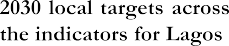 2030 local targets across
the indicators for Lagos